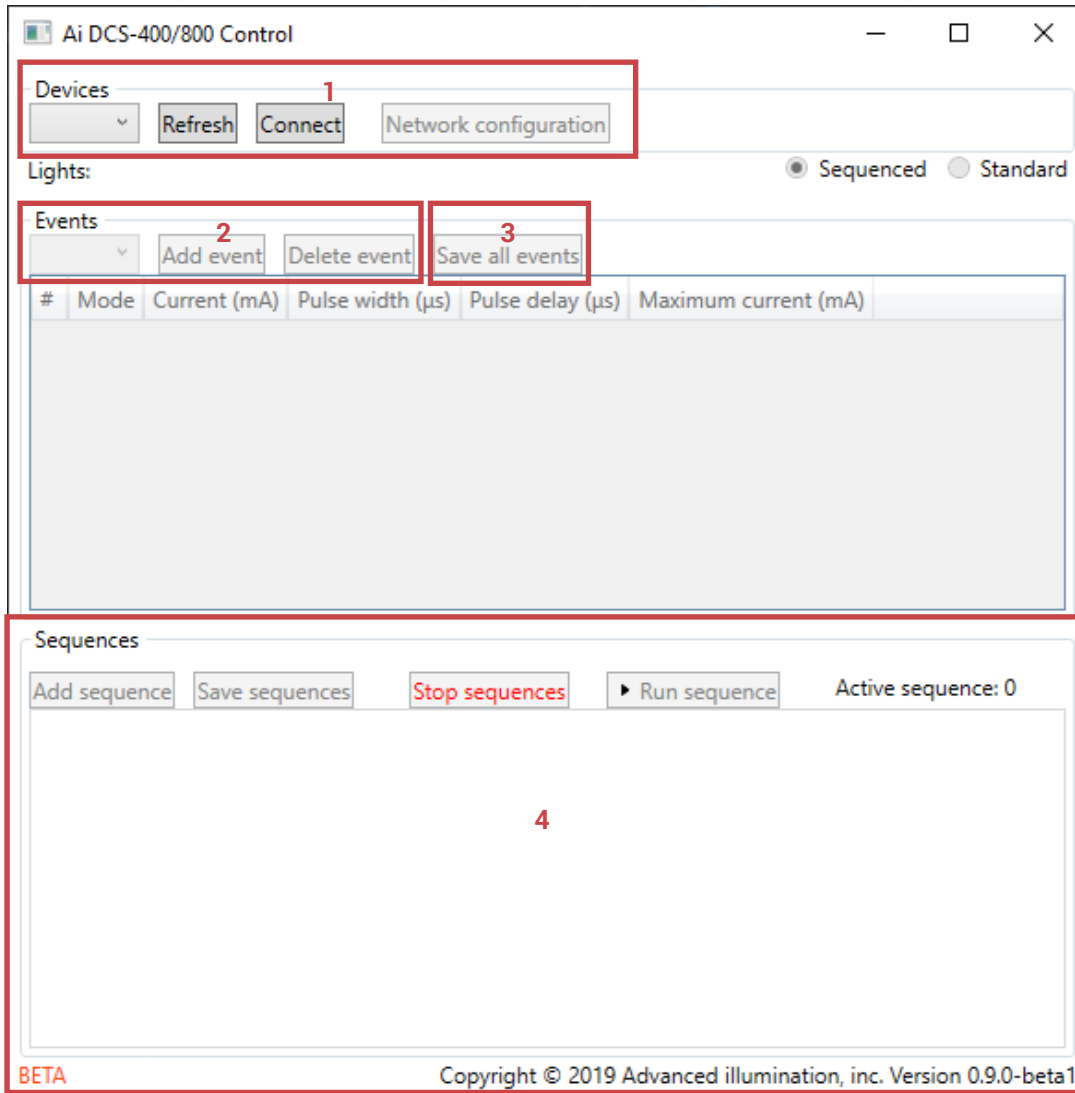 Ai DCS-400/800 Control
Devices
1
Refresh Connect Network configuration
Lights: Sequenced Standard
Events
2 3
Add event Delete event Save all events
# Mode Current (mA) Pulse width (µs) Pulse delay (µs) Maximum current (mA)
Sequences
Add sequence Save sequences Stop sequences Run sequence Active sequence: 0
4
BETA Copyright © 2019 Advanced illumination, inc. Version 0.9.0-beta1